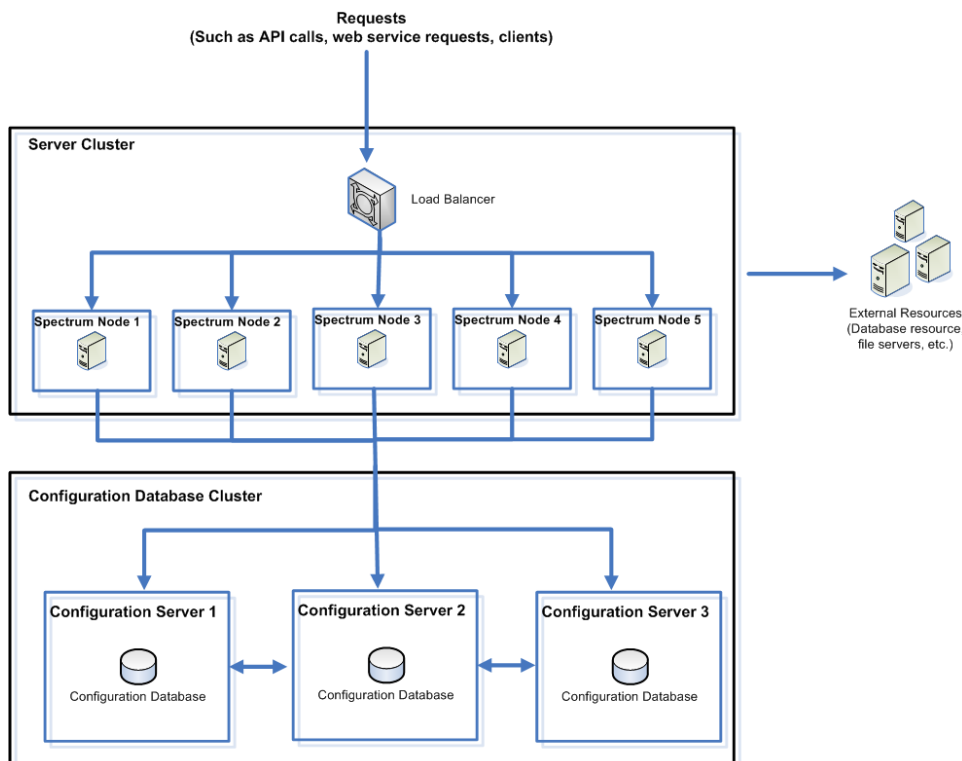 Requests
(Such as API calls, web service requests, clients)
Server Cluster
Load Balancer
Spectrum Node 1
Spectrum Node 2
Spectrum Node 3
Spectrum Node 4
Spectrum Node 5
External Resources
(Database resource
file servers, etc.)
Configuration Database Cluster
Configuration Server 1
Configuration Database
Configuration Server 2
Configuration Database
Configuration Server 3
Configuration Database